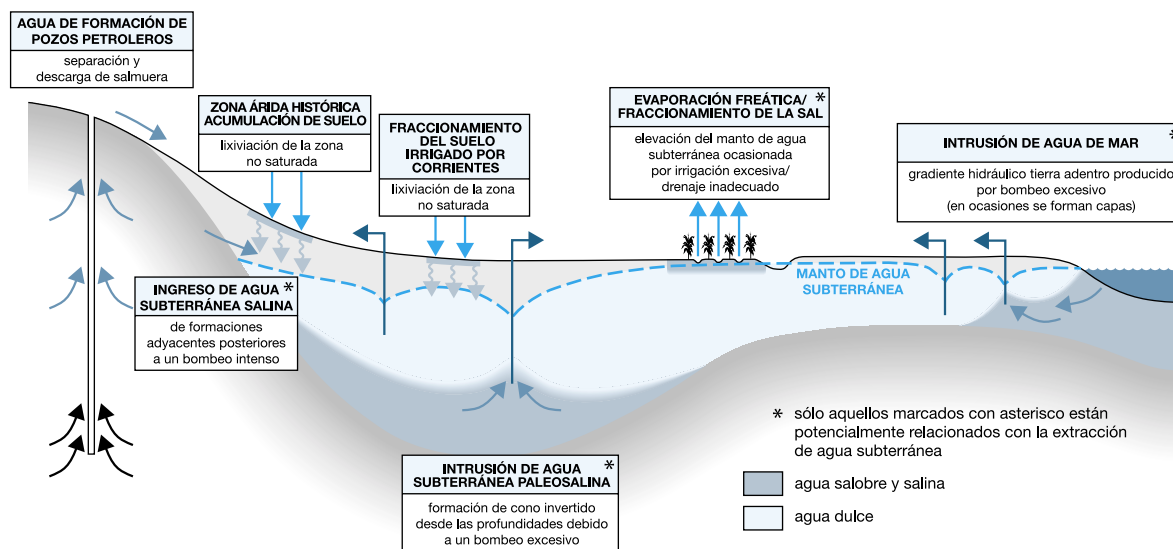 AGUA DE FORMACIÓN DE
POZOS PETROLEROS
separación y
descarga de salmuera
ZONA ÁRIDA HISTÓRICA
ACUMULACIÓN DE SUELO
lixiviación de la zona
no saturada
FRACCIONAMIENTO
DEL SUELO
IRRIGADO POR
CORRIENTES
lixiviación de la zona
no saturada
EVAPORACIÓN FREÁTICA/ *
FRACCIONAMIENTO DE LA SAL
elevación del manto de agua
subterránea ocasionada
por irrigación excesiva/
drenaje inadecuado
INTRUSIÓN DE AGUA DE MAR *
gradiente hidráulico tierra adentro producido
por bombeo excesivo
(en ocasiones se forman capas)
MANTO DE AGUA
SUBTERRÁNEA
INGRESO DE AGUA *
SUBTERRÁNEA SALINA
de formaciones
adyacentes posteriores
a un bombeo intenso
INTRUSIÓN DE AGUA *
SUBTERRÁNEA PALEOSALINA
formación de cono invertido
desde las profundidades debido
a un bombeo excesivo
* sólo aquellos marcados con asterisco están
potencialmente relacionados con la extracción
de agua subterránea
agua salobre y salina
agua dulce